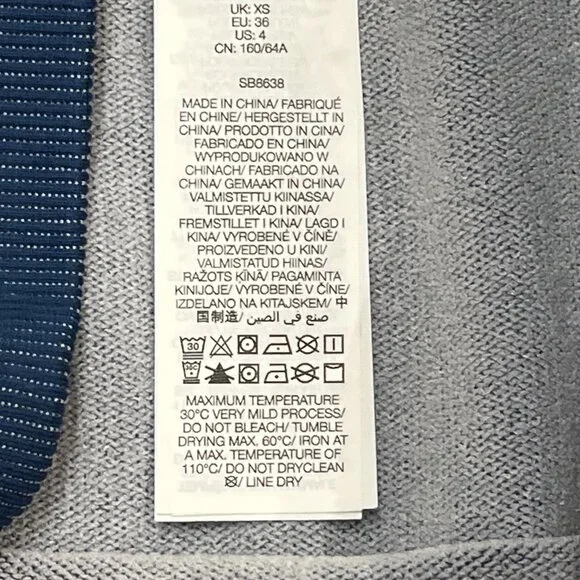 UK: XS
EU: 36
US: 4
CN: 160/64A
SB8638
MADE IN CHINA/ FABRIQUÉ
EN CHINE/ HERGESTELLT IN
CHINA/ PRODOTTO IN CINA/
FABRICADO EN CHINA/
WYPRODUKOWANO W
CHINACH/ FABRICADO NA
CHINA/ GEMAAKT IN CHINA/
VALMISTETTU KIINASSA/
TILLVERKAD I KINA/
FREMSTILLET I KINA/ LAGD I
KINA/ VYROBENÉ V ČÍNĚ/
PROIZVEDENO U KINI/
VALMISTATUD HIINAS/
RAŽOTS ĶĪNĀ/ PAGAMINTA
KINIJOJE/ VYROBENÉ V ČÍNE/
IZDELANO NA KITAJSKEM/ 中
国制造/ صنع في الصين
30
MAXIMUM TEMPERATURE
30°C VERY MILD PROCESS/
DO NOT BLEACH/ TUMBLE
DRYING MAX. 60°C/ IRON AT
A MAX. TEMPERATURE OF
110°C/ DO NOT DRYCLEAN
/ LINE DRY